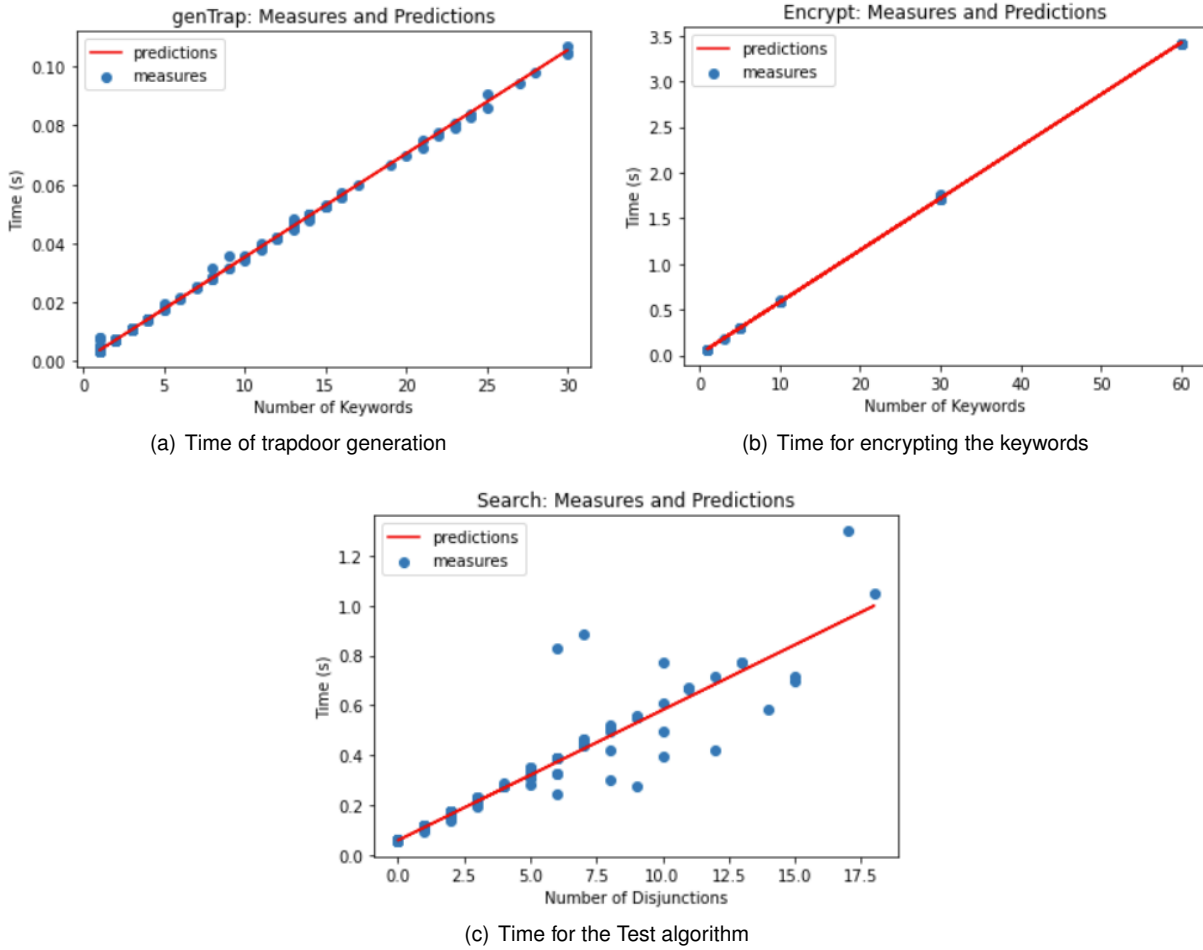 genTrap: Measures and Predictions
predictions
measures
0.10
0.08
0.06
0.04
0.02
0.00
Time (s)
0 5 10 15 20 25 30
Number of Keywords
(a) Time of trapdoor generation
Encrypt: Measures and Predictions
predictions
measures
3.5
3.0
2.5
2.0
1.5
1.0
0.5
0.0
Time (s)
0 10 20 30 40 50 60
Number of Keywords
(b) Time for encrypting the keywords
Search: Measures and Predictions
predictions
measures
1.2
1.0
0.8
0.6
0.4
0.2
0.0
Time (s)
0.0 2.5 5.0 7.5 10.0 12.5 15.0 17.5
Number of Disjunctions
(c) Time for the Test algorithm